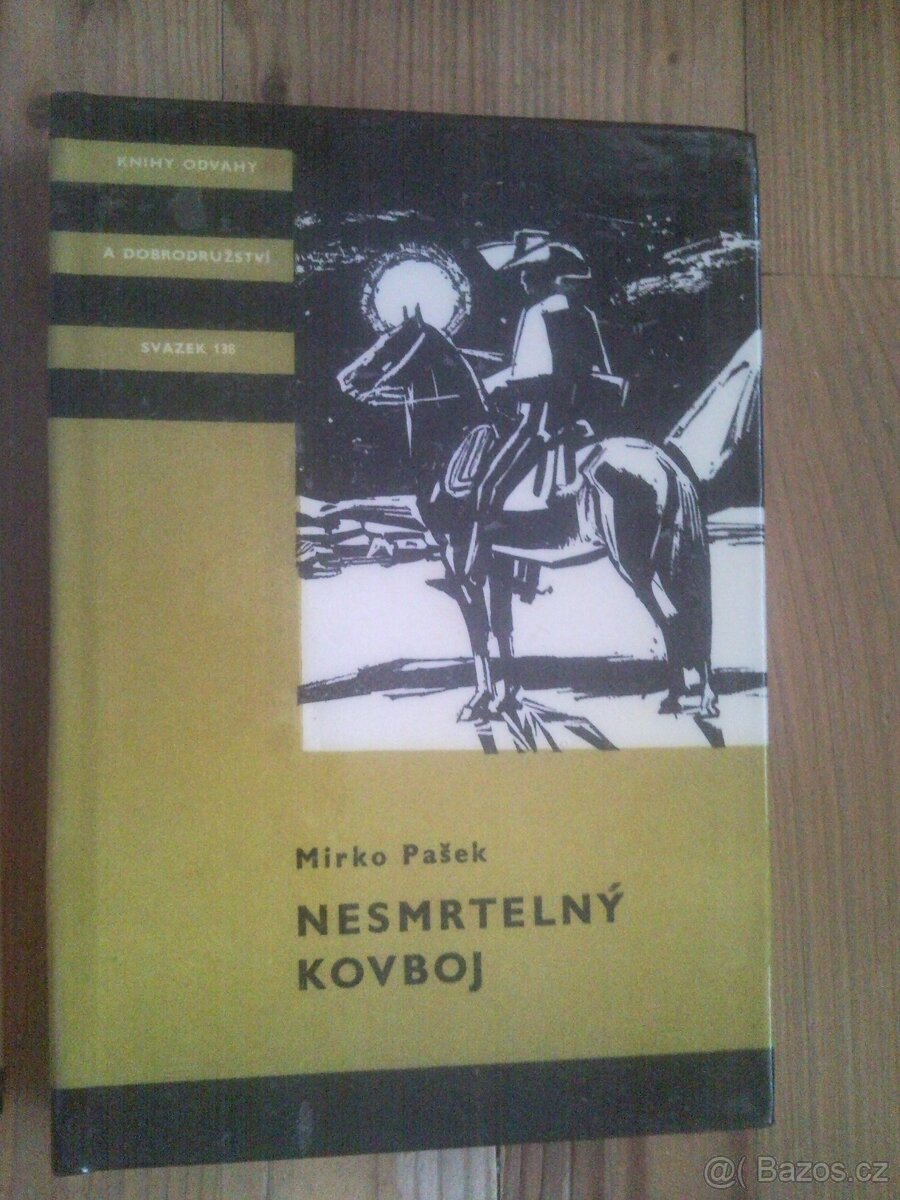 KNIHY ODVAHY
A DOBRODRUŽSTVÍ
SVAZEK 138
Mirko Pašek
NESMRTELNÝ
KOVBOJ
@( Bazos.cz